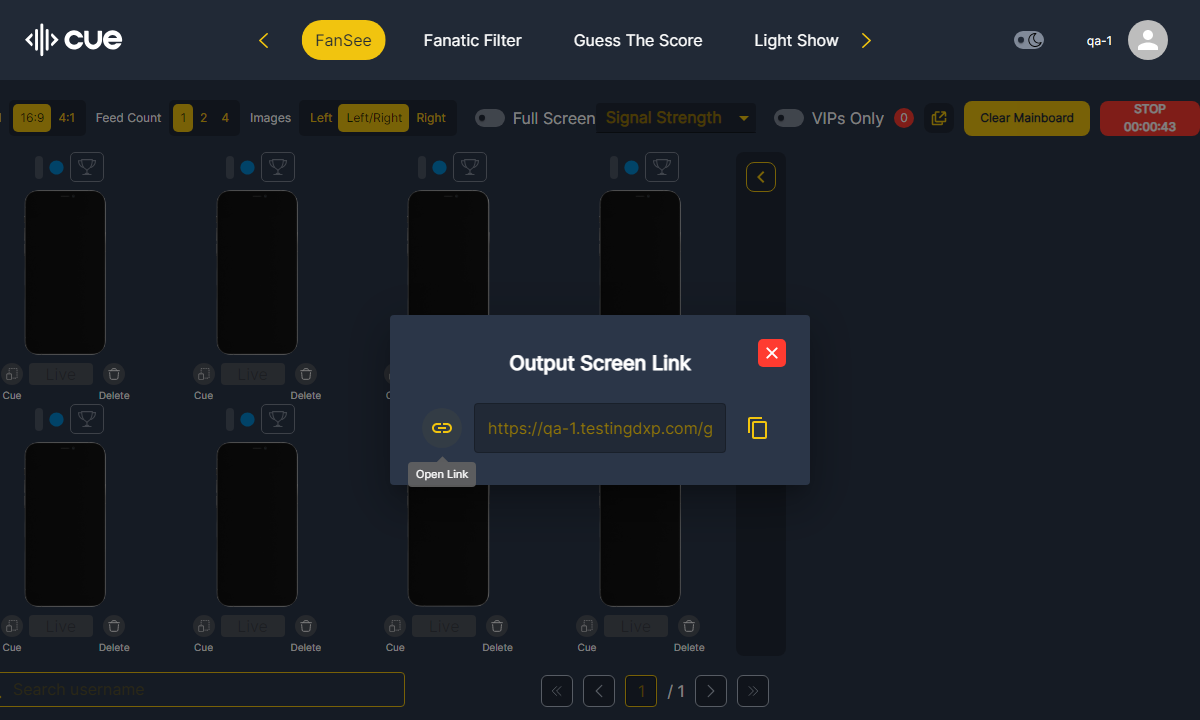 cue
FanSee
Fanatic Filter
Guess The Score
Light Show
qa-1
16:9
4:1
Feed Count
1
2
4
Images
Left
Left/Right
Right
Full Screen
Signal Strength
VIPs Only
0
Clear Mainboard
STOP
00:00:43
Live
Cue
Delete
Live
Cue
Delete
Output Screen Link
https://qa-1.testingdxp.com/g
Open Link
Live
Cue
Delete
Live
Cue
Delete
Live
Cue
Delete
Live
Cue
Delete
Search username
1
/ 1